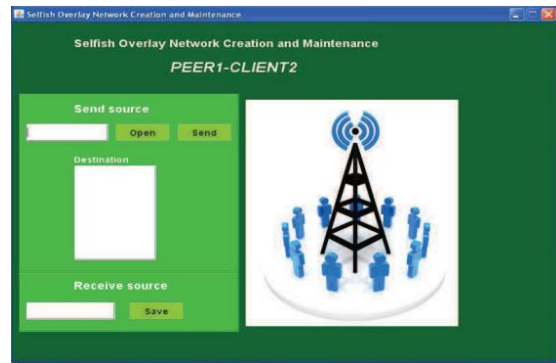 Selfish Overlay Network Creation and Maintenance
Selfish Overlay Network Creation and Maintenance
PEER1-CLIENT2
Send source
Open Send
Destination
Receive source
Save